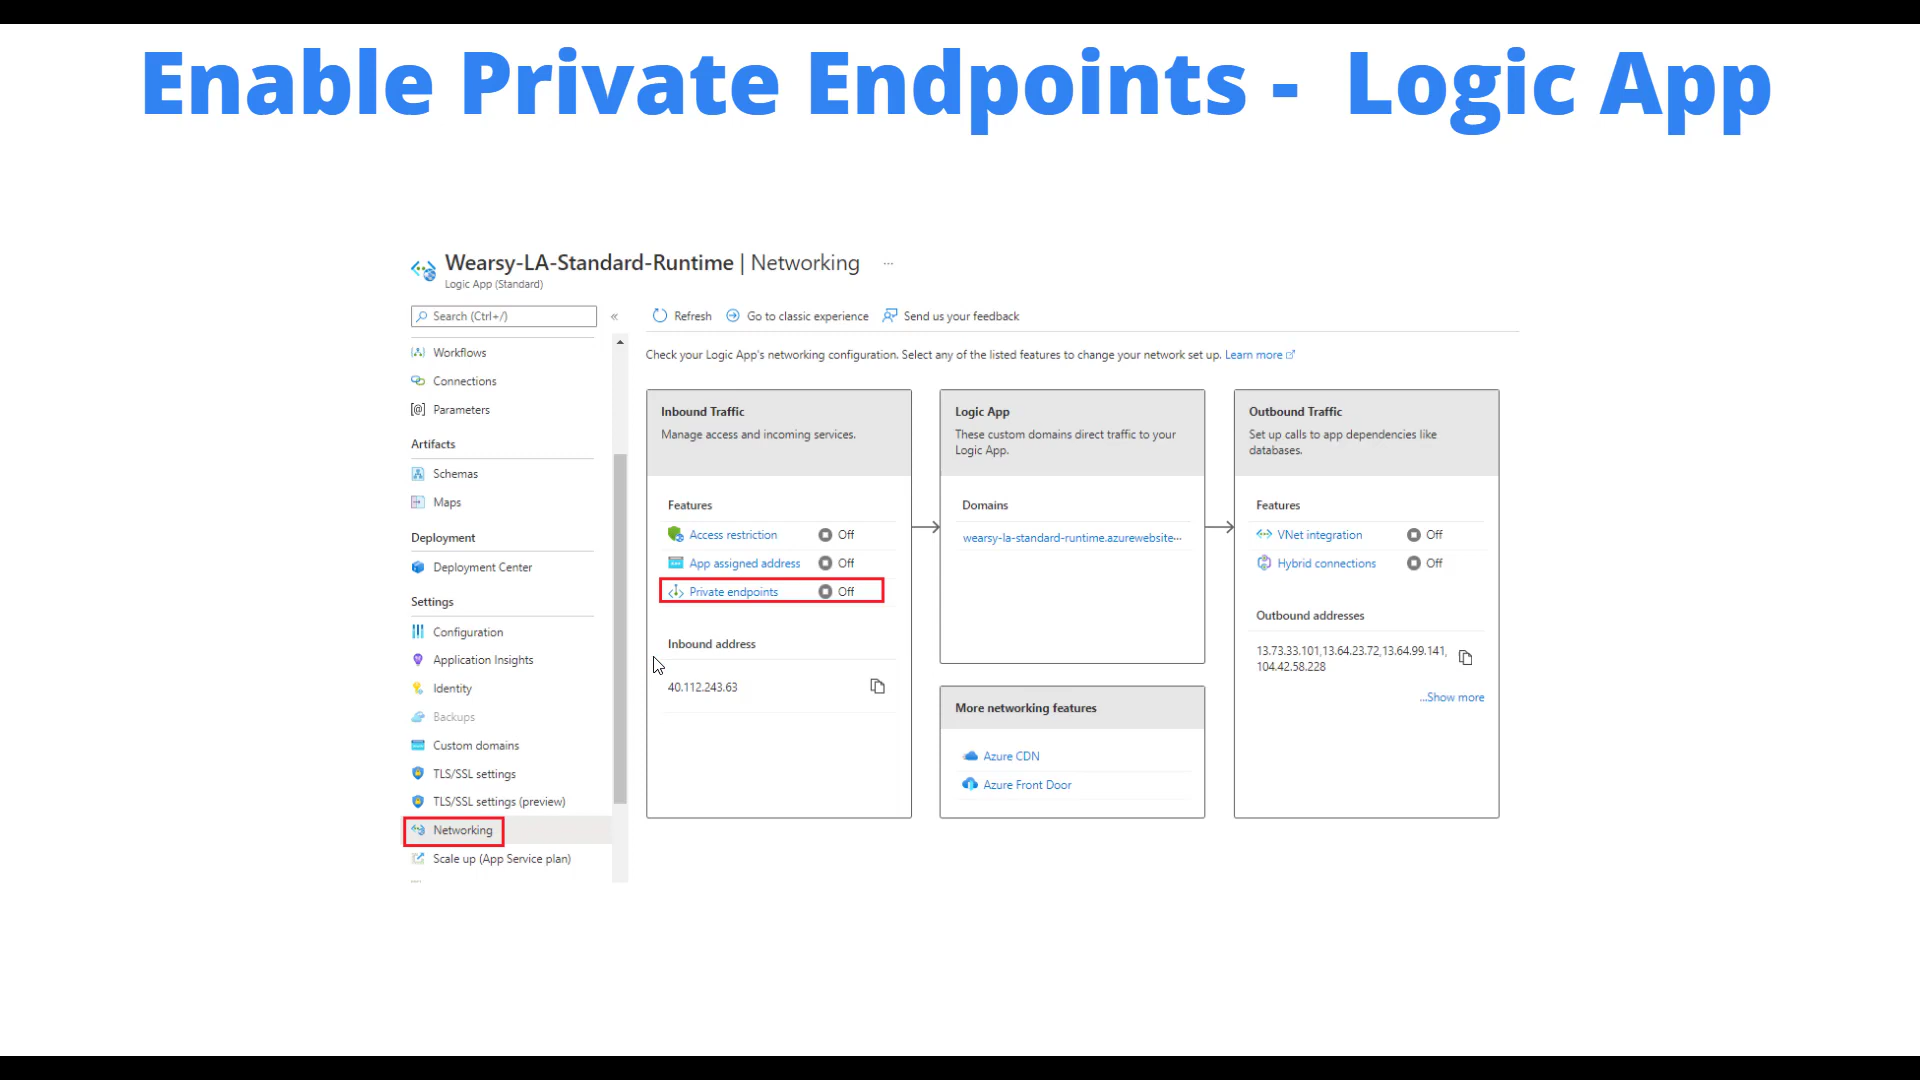 Enable Private Endpoints - Logic App
Wearsy-LA-Standard-Runtime | Networking ...
Logic App (Standard)
Search (Ctrl+/)
«
Workflows
Connections
Parameters
Artifacts
Schemas
Maps
Deployment
Deployment Center
Settings
Configuration
Application Insights
Identity
Backups
Custom domains
TLS/SSL settings
TLS/SSL settings (preview)
Networking
Scale up (App Service plan)
Refresh Go to classic experience Send us your feedback
Check your Logic App's networking configuration. Select any of the listed features to change your network set up. Learn more
Inbound Traffic
Manage access and incoming services.
Features
Access restriction Off
App assigned address Off
Private endpoints Off
Inbound address
40.112.243.63
Logic App
These custom domains direct traffic to your
Logic App.
Domains
wearsy-la-standard-runtime.azurewebsite...
More networking features
Azure CDN
Azure Front Door
Outbound Traffic
Set up calls to app dependencies like
databases.
Features
VNet integration Off
Hybrid connections Off
Outbound addresses
13.73.33.101,13.64.23.72,13.64.99.141,
104.42.58.228
...Show more